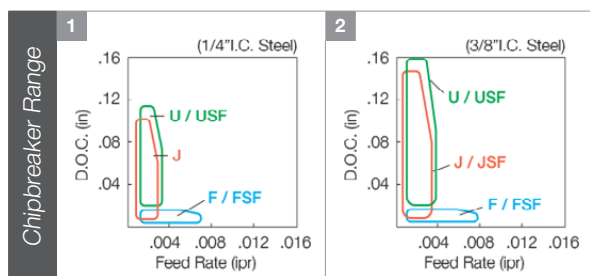 Chipbreaker Range
1
(1/4"I.C. Steel)
.16
.12
.08
.04
D.O.C. (in)
U / USF
J
F / FSF
.004 .008 .012 .016
Feed Rate (ipr)
2
(3/8"I.C. Steel)
.16
.12
.08
.04
D.O.C. (in)
U / USF
J / JSF
F / FSF
.004 .008 .012 .016
Feed Rate (ipr)